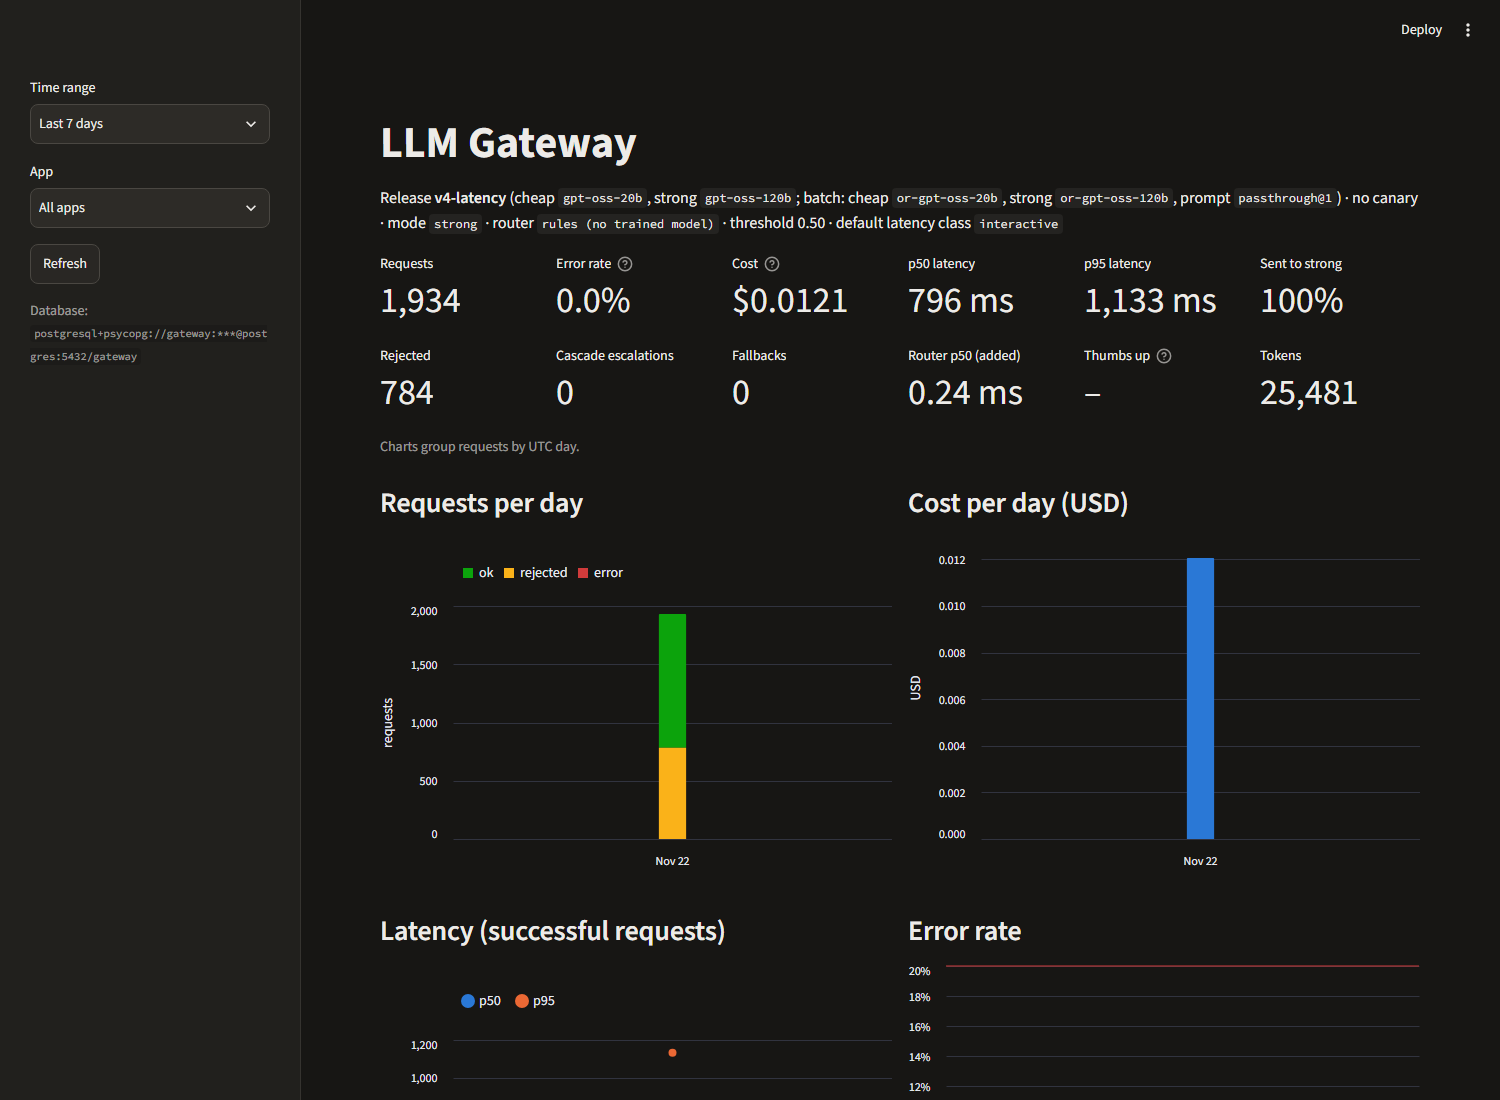 Deploy
Time range
Last 7 days
App
All apps
Refresh
Database:
postgresql+psycopg://gateway:***@post
gres:5432/gateway
LLM Gateway
Release v4-latency (cheap gpt-oss-20b, strong gpt-oss-120b; batch: cheap or-gpt-oss-20b, strong or-gpt-oss-120b, prompt passthrough@1) · no canary
· mode strong · router rules (no trained model) · threshold 0.50 · default latency class interactive
Requests
1,934
Error rate
0.0%
Cost
$0.0121
p50 latency
796 ms
p95 latency
1,133 ms
Sent to strong
100%
Rejected
784
Cascade escalations
0
Fallbacks
0
Router p50 (added)
0.24 ms
Thumbs up
–
Tokens
25,481
Charts group requests by UTC day.
Requests per day
ok rejected error
2,000
1,500
1,000
500
0
requests
Nov 22
Cost per day (USD)
0.012
0.010
0.008
0.006
0.004
0.002
0.000
USD
Nov 22
Latency (successful requests)
p50 p95
1,200
1,000
Error rate
20%
18%
16%
14%
12%